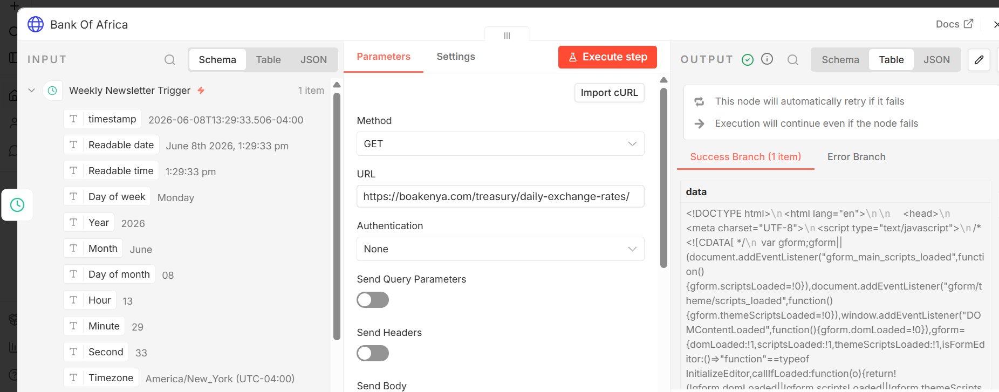 Bank Of Africa
Docs
INPUT
Schema
Table
JSON
Weekly Newsletter Trigger
1 item
T timestamp 2026-06-08T13:29:33.506-04:00
T Readable date June 8th 2026, 1:29:33 pm
T Readable time 1:29:33 pm
T Day of week Monday
T Year 2026
T Month June
T Day of month 08
T Hour 13
T Minute 29
T Second 33
T Timezone America/New_York (UTC-04:00)
Parameters
Settings
Execute step
Import cURL
Method
GET
URL
https://boakenya.com/treasury/daily-exchange-rates/
Authentication
None
Send Query Parameters
Send Headers
Send Body
OUTPUT
Schema
Table
JSON
This node will automatically retry if it fails
Execution will continue even if the node fails
Success Branch (1 item)
Error Branch
data
<!DOCTYPE html>\n<html lang="en">\n\n <head>\n
<meta charset="UTF-8">\n<script type="text/javascript">\n/*
<![CDATA[ */\n var gform;gform||
(document.addEventListener("gform_main_scripts_loaded",functi
on()
{gform.scriptsLoaded=!0}),document.addEventListener("gform/t
heme/scripts_loaded",function()
{gform.themeScriptsLoaded=!0}),window.addEventListener("DO
MContentLoaded",function(){gform.domLoaded=!0}),gform=
{domLoaded:!1,scriptsLoaded:!1,themeScriptsLoaded:!1,isFormEd
itor:()=>"function"==typeof
InitializeEditor,callIfLoaded:function(o){return!
(!gform.domLoaded||!gform.scriptsLoaded||!gform.themeScripts